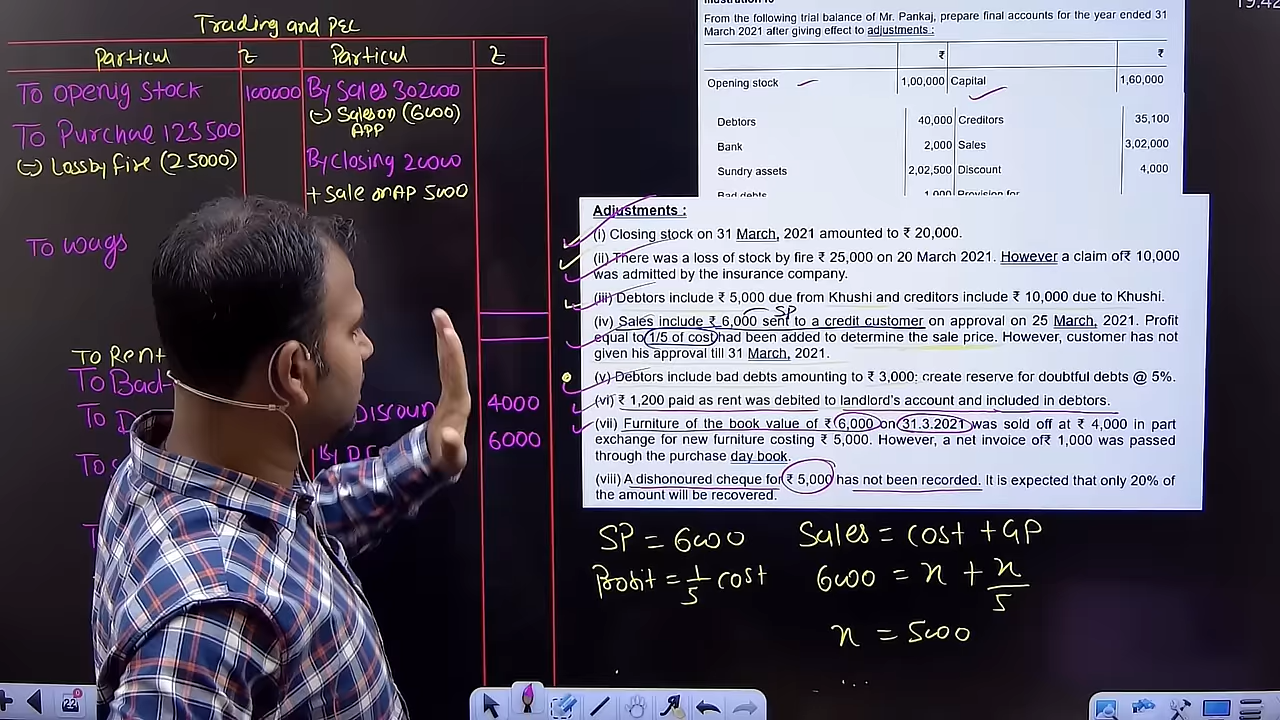 19:42
Trading and P&L
Particul ₹ Particul ₹
To openig stock 100000 By Sales 302000
(-) Sales on (6000)
APP
To Purchae 123500
(-) Loss by fire (25000) By Closing 20000
+ Sale on AP 5000
To wags
To Rent
To Bad-
To Discoun 4000
To 6000
From the following trial balance of Mr. Pankaj, prepare final accounts for the year ended 31
March 2021 after giving effect to adjustments :
₹ ₹
Opening stock 1,00,000 Capital 1,60,000
Debtors 40,000 Creditors 35,100
Bank 2,000 Sales 3,02,000
Sundry assets 2,02,500 Discount 4,000
Bad debts 1,000 Provision for
Adjustments :
(i) Closing stock on 31 March, 2021 amounted to ₹ 20,000.
(ii) There was a loss of stock by fire ₹ 25,000 on 20 March 2021. However a claim of₹ 10,000
was admitted by the insurance company.
(iii) Debtors include ₹ 5,000 due from Khushi and creditors include ₹ 10,000 due to Khushi.
SP
(iv) Sales include ₹ 6,000 sent to a credit customer on approval on 25 March, 2021. Profit
equal to 1/5 of cost had been added to determine the sale price. However, customer has not
given his approval till 31 March, 2021.
(v) Debtors include bad debts amounting to ₹ 3,000; create reserve for doubtful debts @ 5%.
(vi) ₹ 1,200 paid as rent was debited to landlord's account and included in debtors.
(vii) Furniture of the book value of ₹ 6,000 on 31.3.2021 was sold off at ₹ 4,000 in part
exchange for new furniture costing ₹ 5,000. However, a net invoice of₹ 1,000 was passed
through the purchase day book.
(viii) A dishonoured cheque for ₹ 5,000 has not been recorded. It is expected that only 20% of
the amount will be recovered.
SP = 6000 Sales = Cost + GP
Profit = 1/5 cost 6000 = x + x/5
x = 5000
22